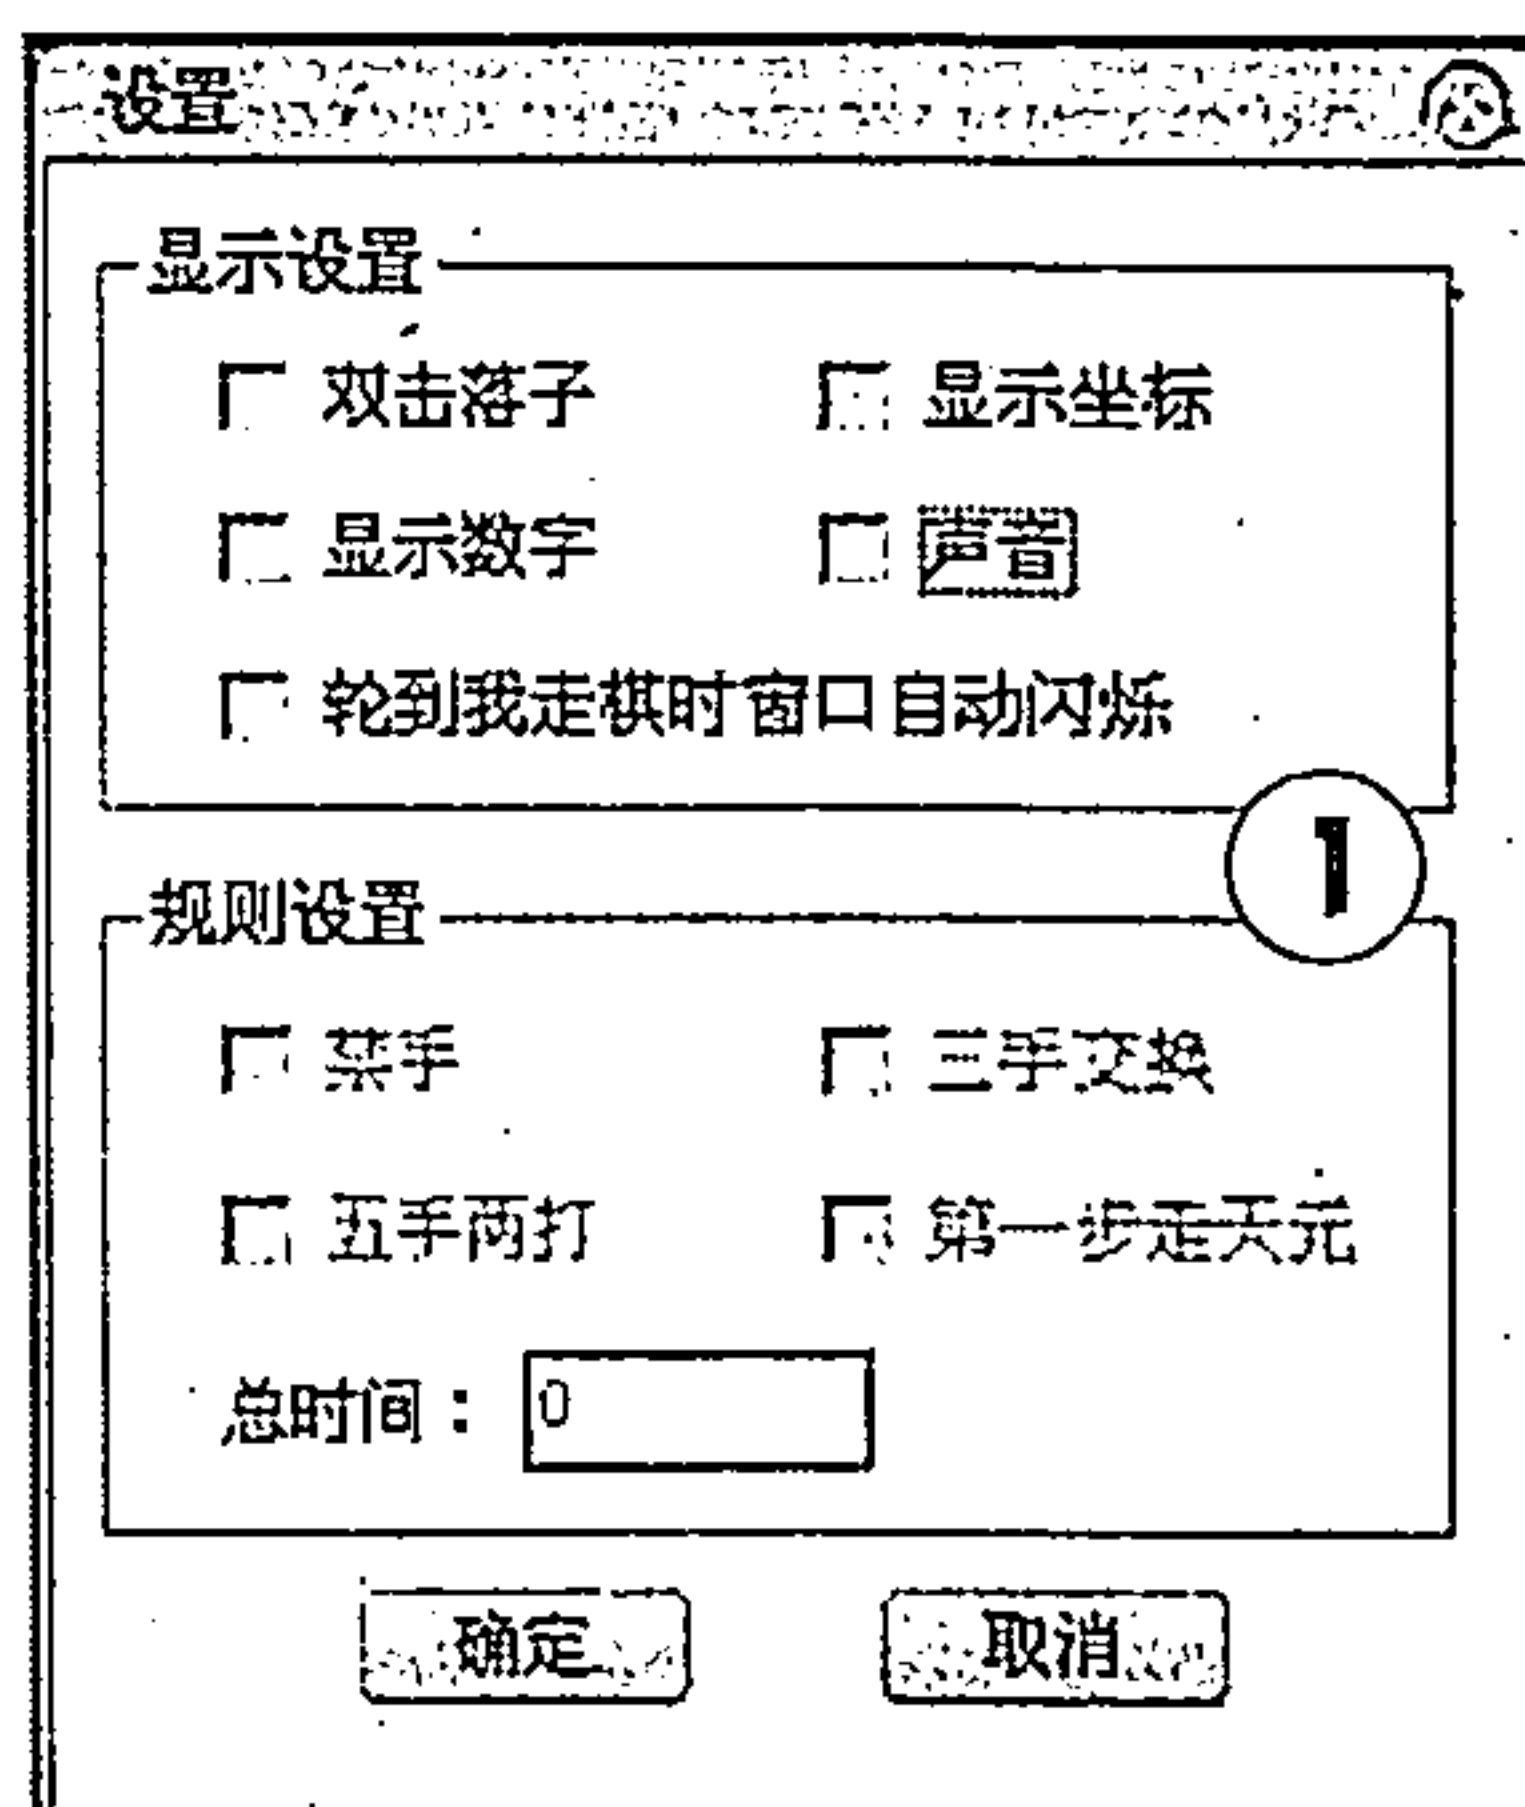 设置
显示设置
双击落子 显示坐标
显示数字 声音
轮到我走棋时窗口自动闪烁
1
规则设置
禁手 三手交换
五手两打 第一步走天元
总时间： 0
确定 取消